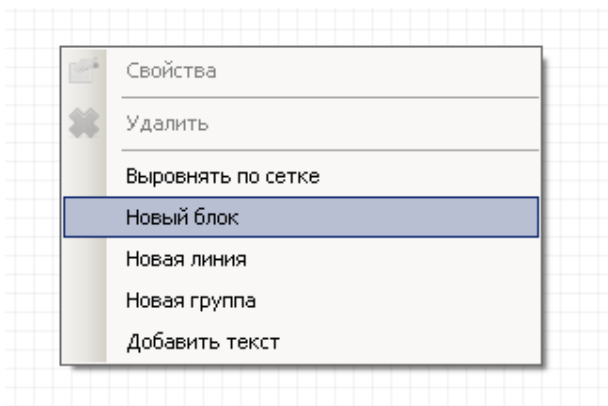 Свойства
Удалить
Выровнять по сетке
Новый блок
Новая линия
Новая группа
Добавить текст